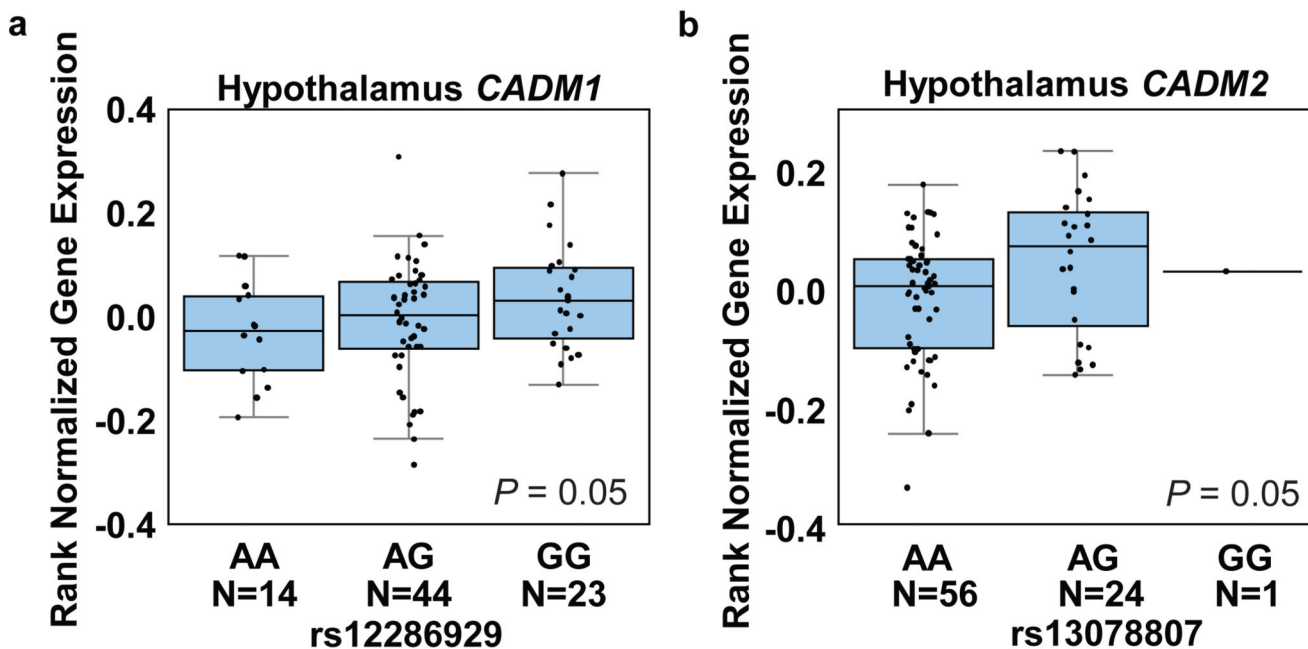 a
Hypothalamus CADM1
Rank Normalized Gene Expression
0.4
0.2
0.0
-0.2
-0.4
P = 0.05
AA AG GG
N=14 N=44 N=23
rs12286929
b
Hypothalamus CADM2
Rank Normalized Gene Expression
0.2
0.0
-0.2
-0.4
P = 0.05
AA AG GG
N=56 N=24 N=1
rs13078807